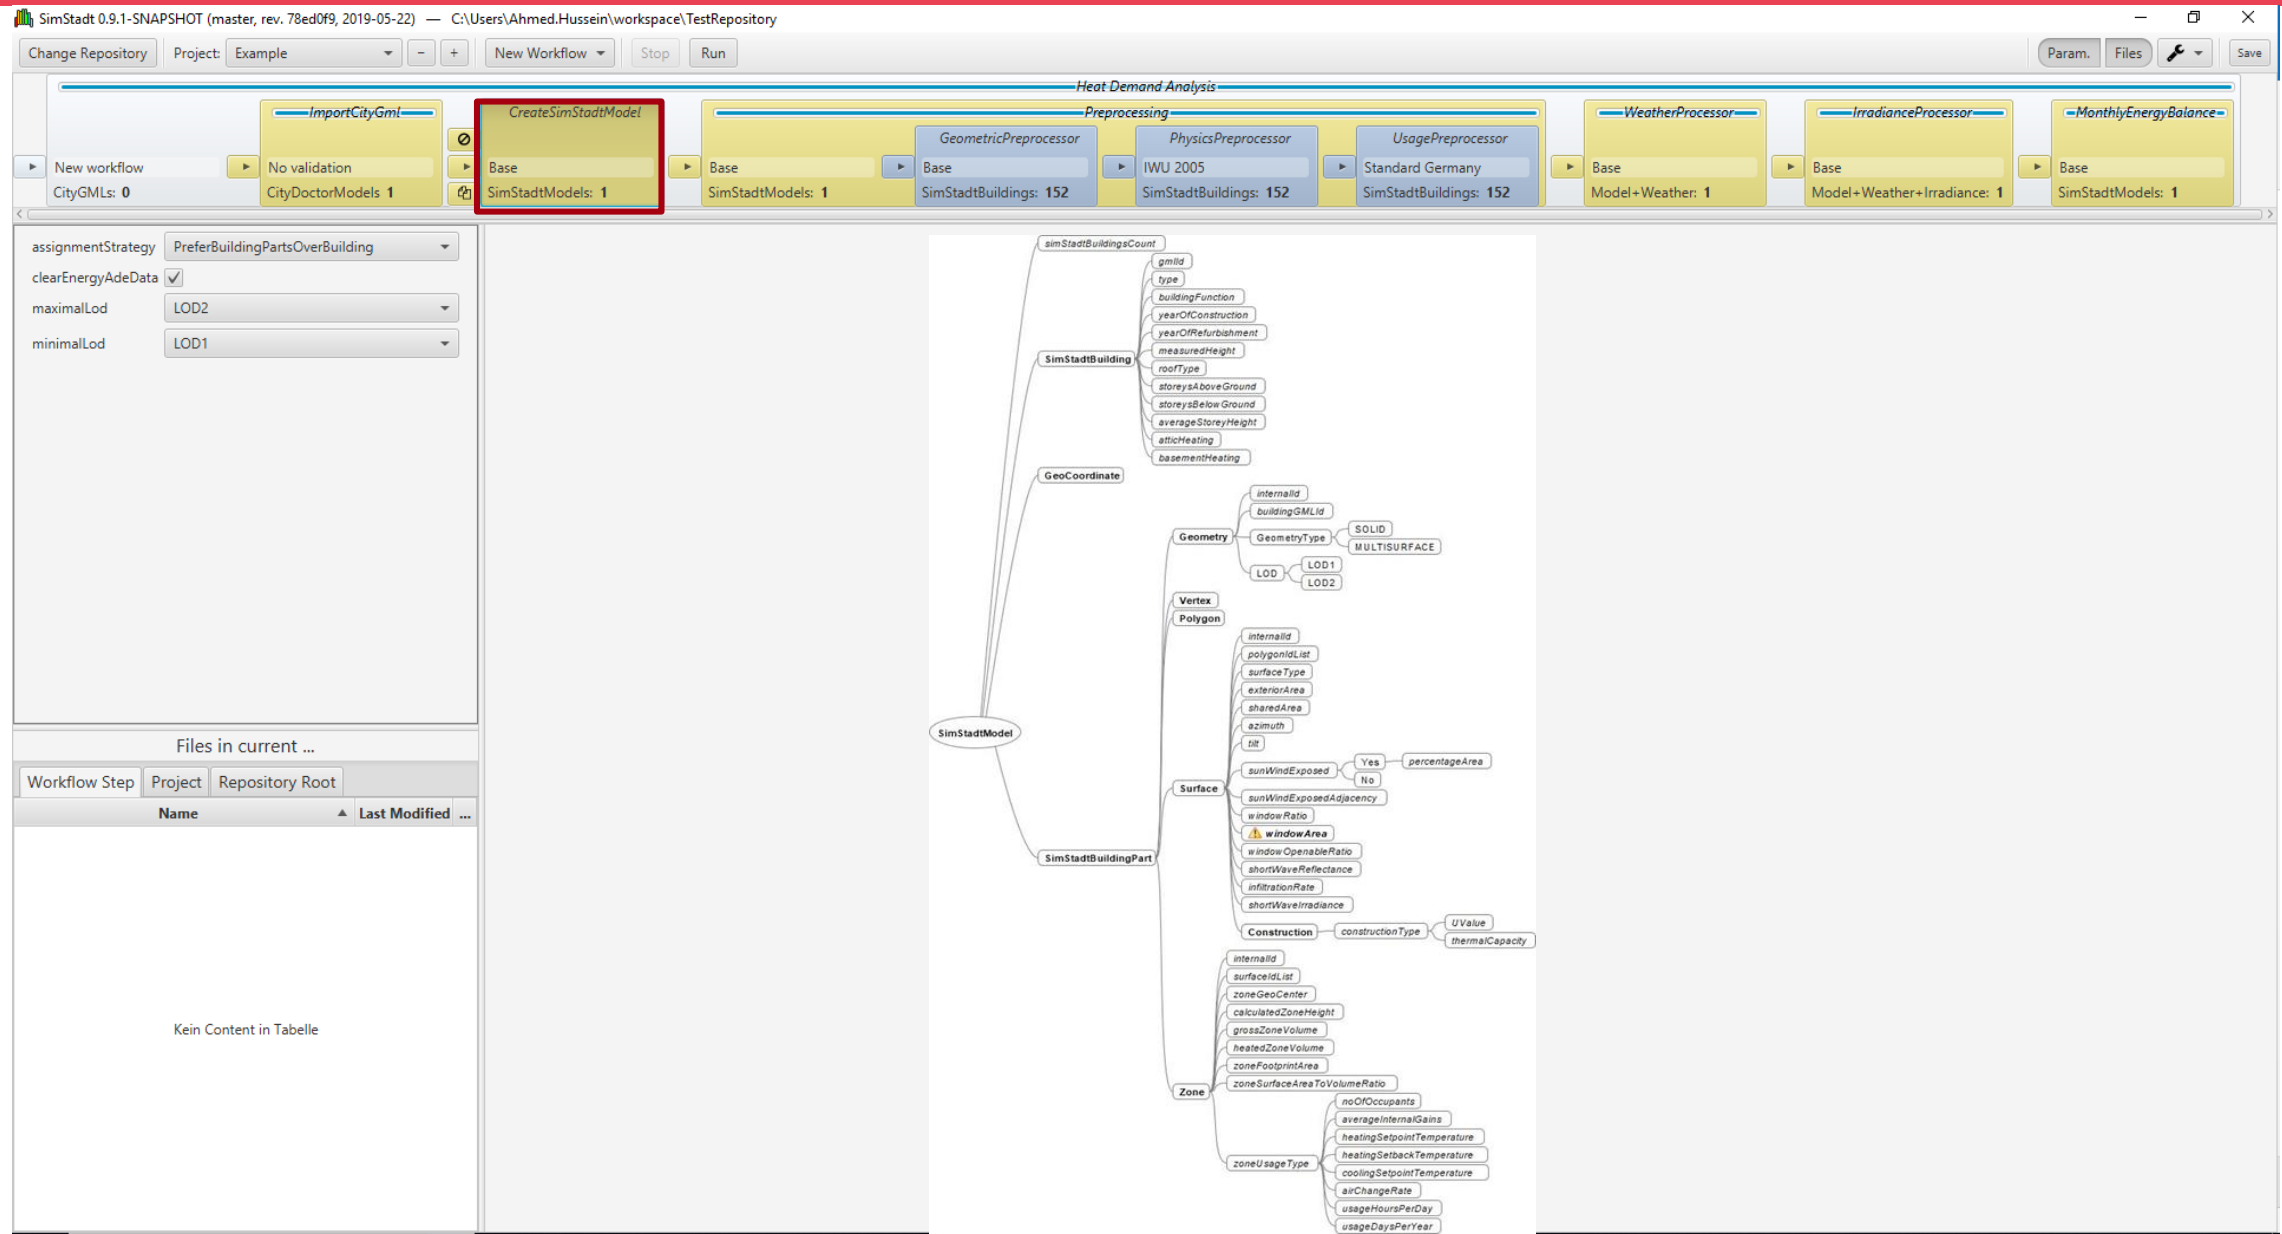 SimStadt 0.9.1-SNAPSHOT (master, rev. 78ed0f9, 2019-05-22) — C:\Users\Ahmed.Hussein\workspace\TestRepository
Change Repository Project: Example - + New Workflow Stop Run Param. Files Save
Heat Demand Analysis
ImportCityGml CreateSimStadtModel Preprocessing WeatherProcessor IrradianceProcessor MonthlyEnergyBalance
GeometricPreprocessor PhysicsPreprocessor UsagePreprocessor
New workflow No validation Base Base Base IWU 2005 Standard Germany Base Base Base
CityGMLs: 0 CityDoctorModels 1 SimStadtModels: 1 SimStadtModels: 1 SimStadtBuildings: 152 SimStadtBuildings: 152 SimStadtBuildings: 152 Model+Weather: 1 Model+Weather+Irradiance: 1 SimStadtModels: 1
assignmentStrategy PreferBuildingPartsOverBuilding
clearEnergyAdeData
maximalLod LOD2
minimalLod LOD1
Files in current ...
Workflow Step Project Repository Root
Name Last Modified ...
Kein Content in Tabelle
simStadtBuildingsCount
gmlId
type
buildingFunction
yearOfConstruction
yearOfRefurbishment
measuredHeight
SimStadtBuilding
roofType
storeysAboveGround
storeysBelowGround
averageStoreyHeight
atticHeating
basementHeating
GeoCoordinate
internalId
buildingGMLId
SOLID
Geometry GeometryType
MULTISURFACE
LOD1
LOD
LOD2
Vertex
Polygon
internalId
polygonIdList
surfaceType
exteriorArea
sharedArea
azimuth
SimStadtModel
tilt
Yes percentageArea
sunWindExposed
No
Surface
sunWindExposedAdjacency
windowRatio
windowArea
windowOpenableRatio
SimStadtBuildingPart
shortWaveReflectance
infiltrationRate
shortWaveIrradiance
UValue
Construction constructionType
thermalCapacity
internalId
surfaceIdList
zoneGeoCenter
calculatedZoneHeight
grossZoneVolume
heatedZoneVolume
zoneFootprintArea
zoneSurfaceAreaToVolumeRatio
Zone
noOfOccupants
averageInternalGains
heatingSetpointTemperature
heatingSetbackTemperature
zoneUsageType
coolingSetpointTemperature
airChangeRate
usageHoursPerDay
usageDaysPerYear